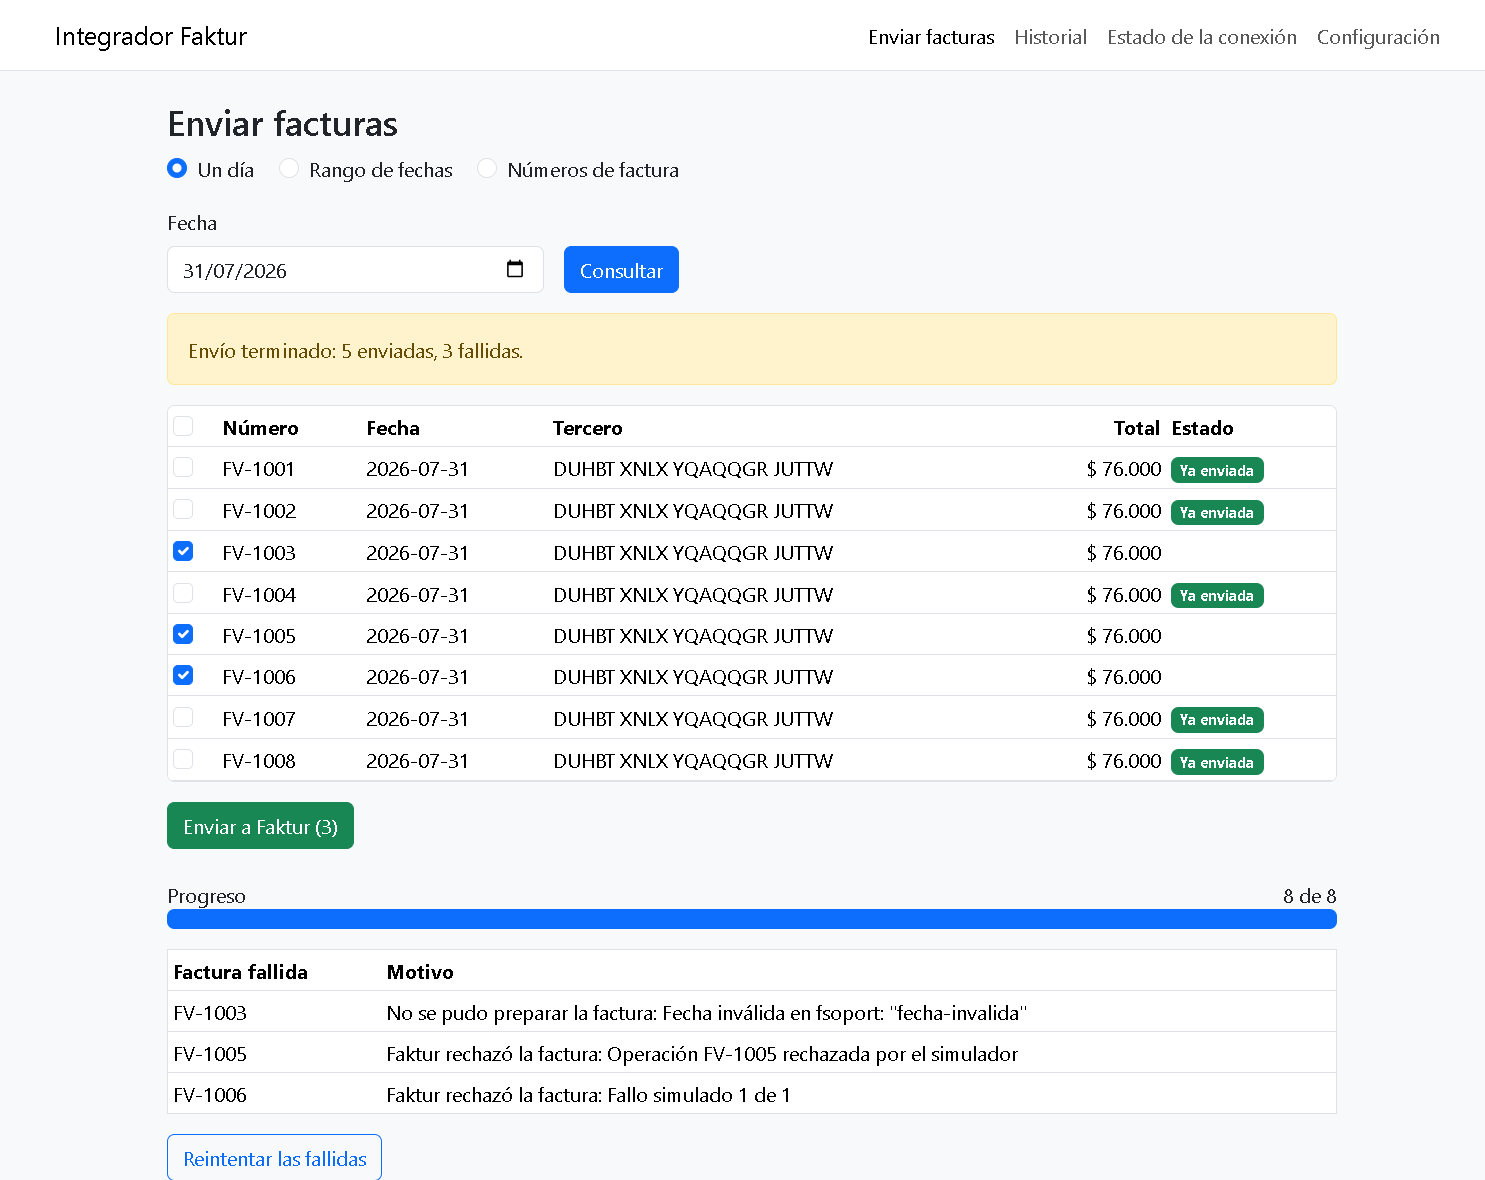 Integrador Faktur
Enviar facturas Historial Estado de la conexión Configuración
Enviar facturas
Un día Rango de fechas Números de factura
Fecha
31/07/2026 Consultar
Envío terminado: 5 enviadas, 3 fallidas.
Número Fecha Tercero Total Estado
FV-1001 2026-07-31 DUHBT XNLX YQAQQGR JUTTW $ 76.000 Ya enviada
FV-1002 2026-07-31 DUHBT XNLX YQAQQGR JUTTW $ 76.000 Ya enviada
FV-1003 2026-07-31 DUHBT XNLX YQAQQGR JUTTW $ 76.000
FV-1004 2026-07-31 DUHBT XNLX YQAQQGR JUTTW $ 76.000 Ya enviada
FV-1005 2026-07-31 DUHBT XNLX YQAQQGR JUTTW $ 76.000
FV-1006 2026-07-31 DUHBT XNLX YQAQQGR JUTTW $ 76.000
FV-1007 2026-07-31 DUHBT XNLX YQAQQGR JUTTW $ 76.000 Ya enviada
FV-1008 2026-07-31 DUHBT XNLX YQAQQGR JUTTW $ 76.000 Ya enviada
Enviar a Faktur (3)
Progreso 8 de 8
Factura fallida Motivo
FV-1003 No se pudo preparar la factura: Fecha inválida en fsoport: "fecha-invalida"
FV-1005 Faktur rechazó la factura: Operación FV-1005 rechazada por el simulador
FV-1006 Faktur rechazó la factura: Fallo simulado 1 de 1
Reintentar las fallidas